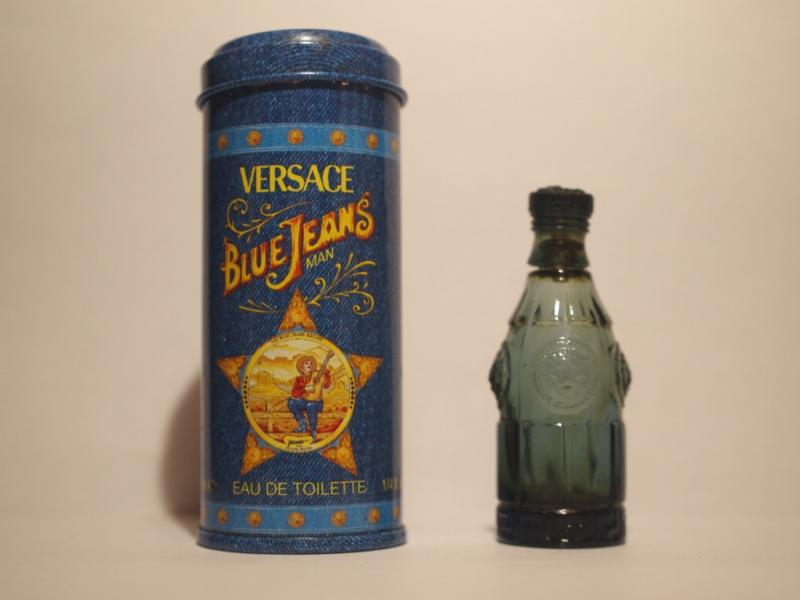 VERSACE
BLUE JEANS
MAN
EAU DE TOILETTE